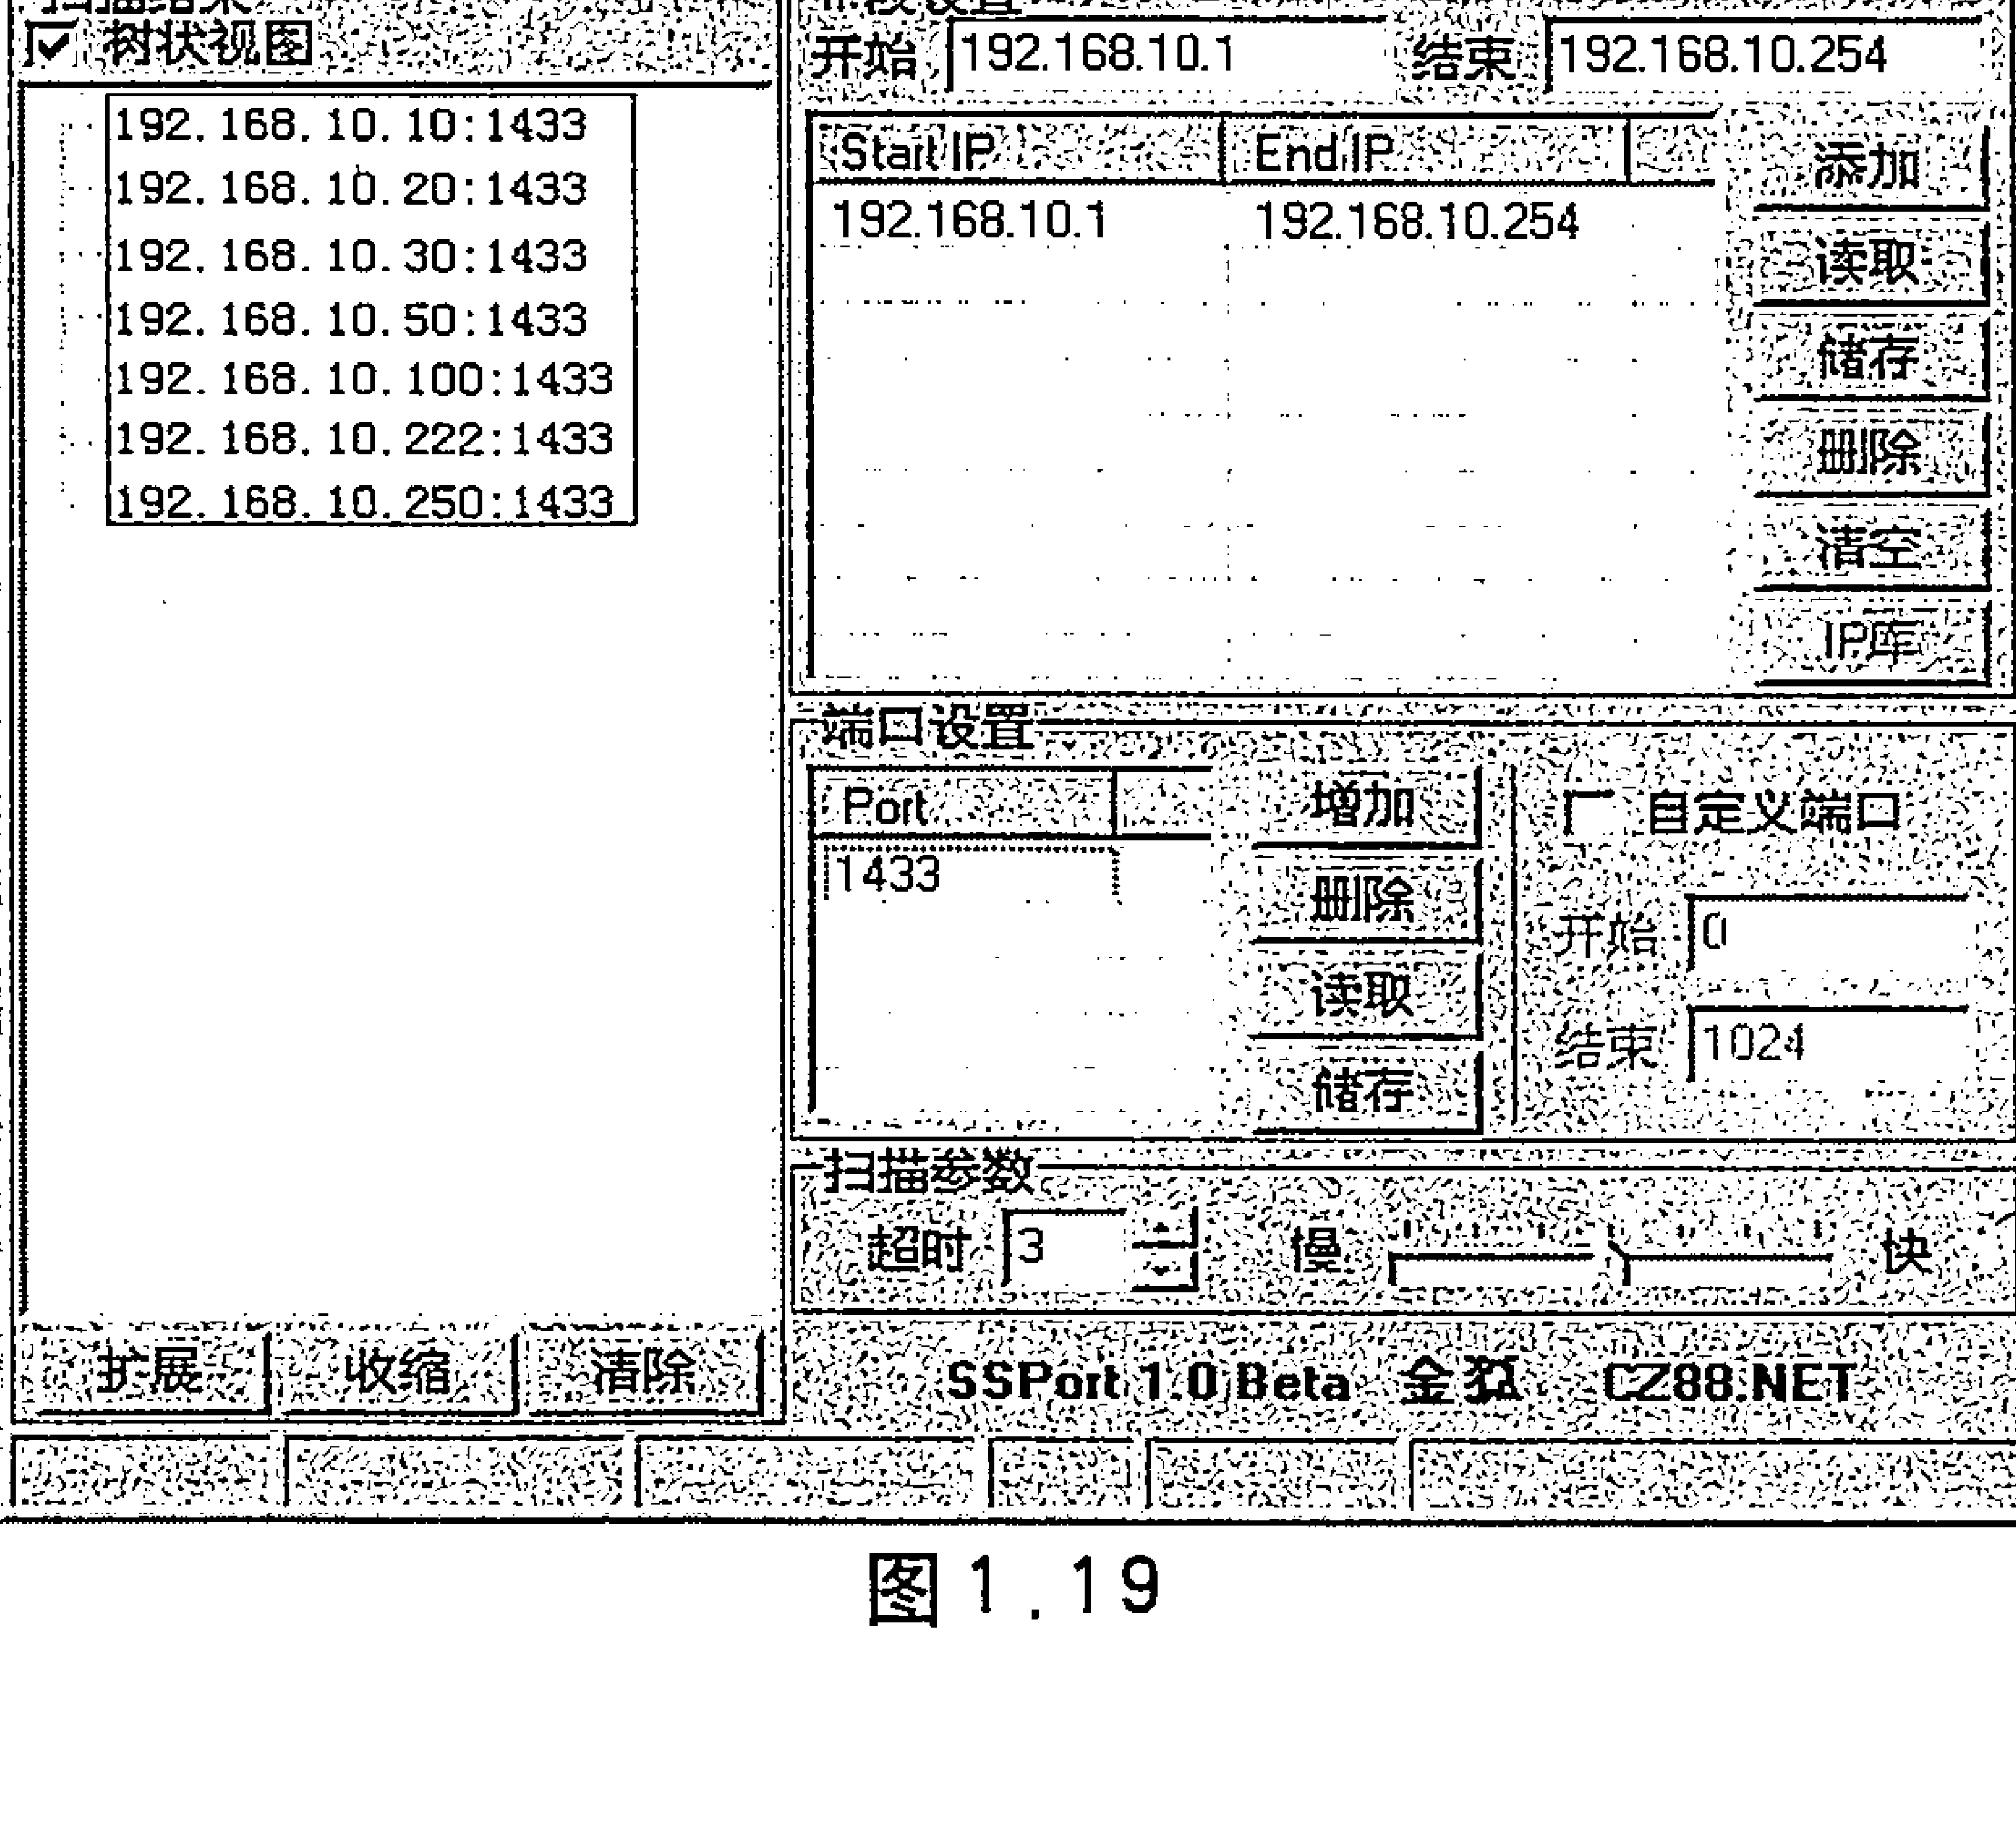 扫描结果
树状视图
192.168.10.10:1433
192.168.10.20:1433
192.168.10.30:1433
192.168.10.50:1433
192.168.10.100:1433
192.168.10.222:1433
192.168.10.250:1433
扩展 收缩 清除
开始 192.168.10.1 结束 192.168.10.254
Start IP End IP
192.168.10.1 192.168.10.254
添加
读取
储存
删除
清空
IP库
端口设置
Port
1433
增加
删除
读取
储存
自定义端口
开始 0
结束 1024
扫描参数
超时 3 慢 快
SSPort 1.0 Beta 金狐 CZ88.NET
图1.19